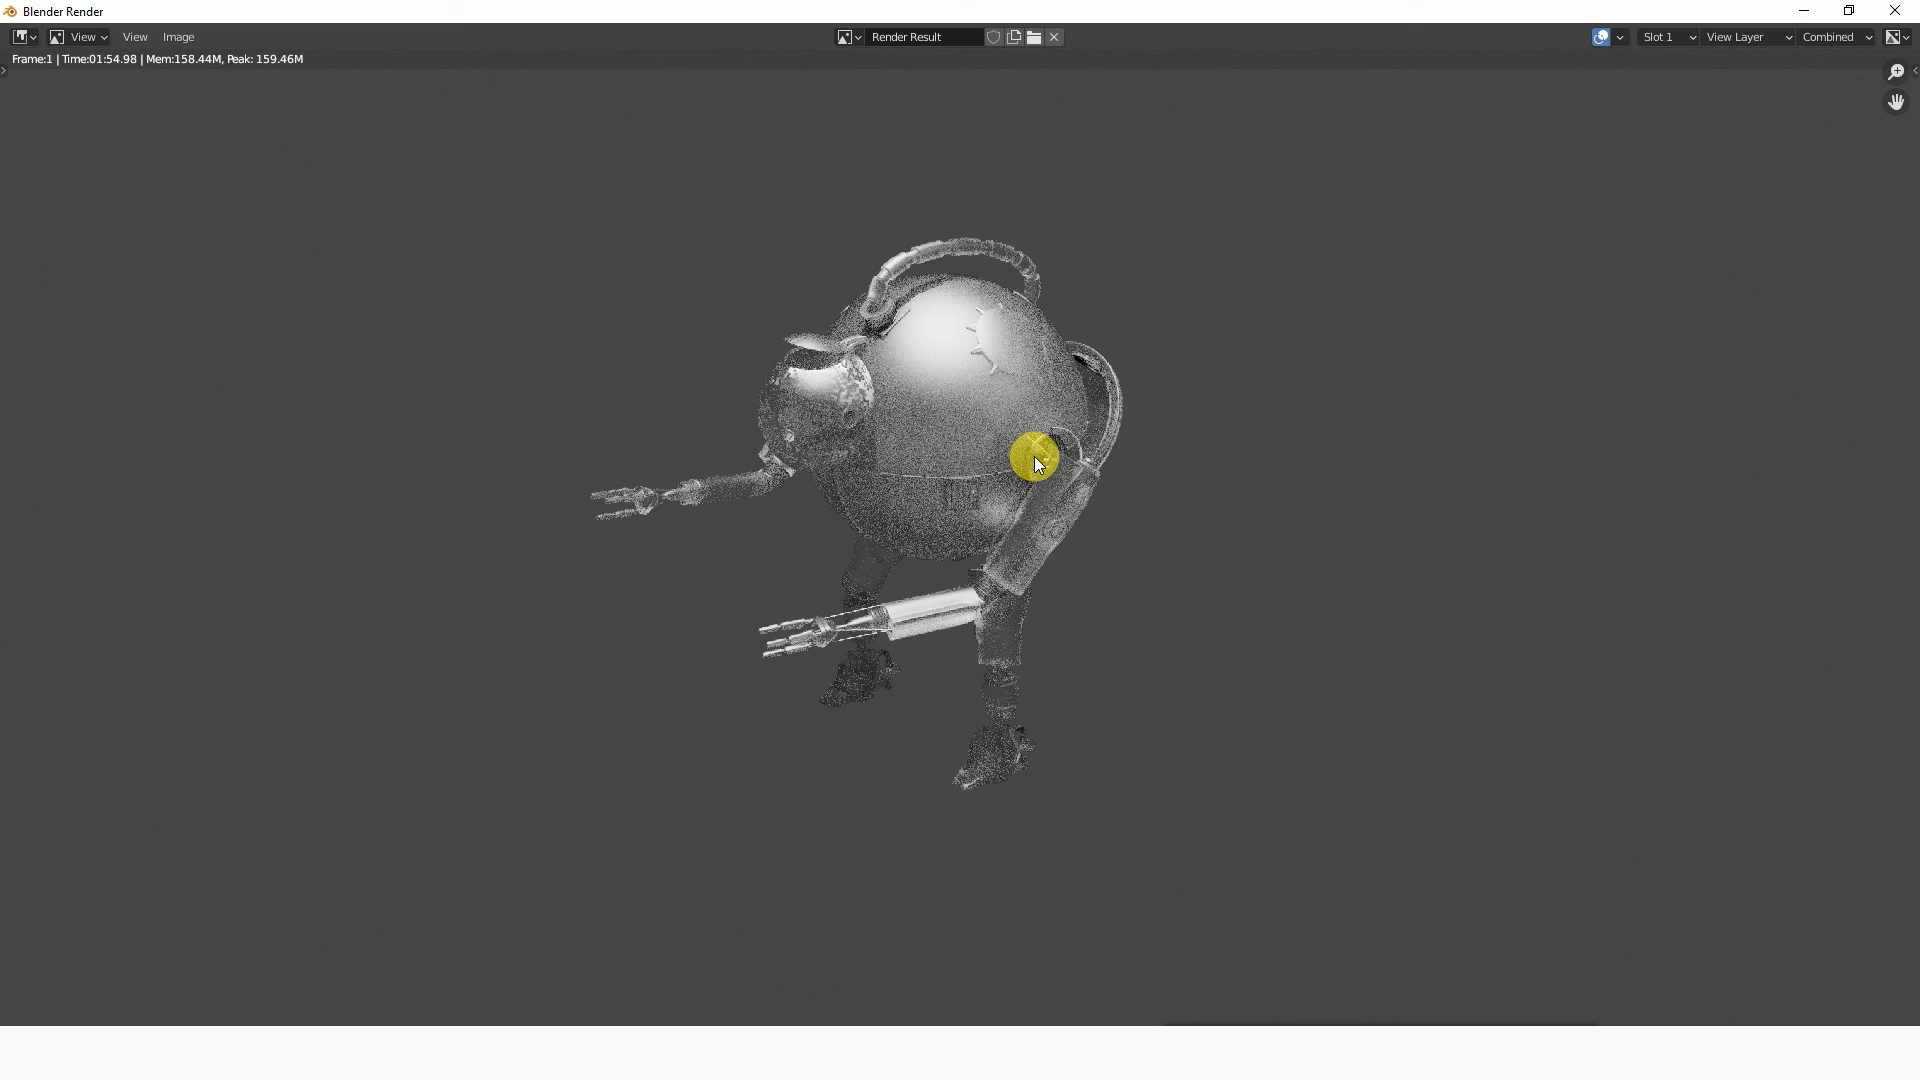 Blender Render
View View Image Render Result Slot 1 View Layer Combined
Frame:1 | Time:01:54.98 | Mem:158.44M, Peak: 159.46M